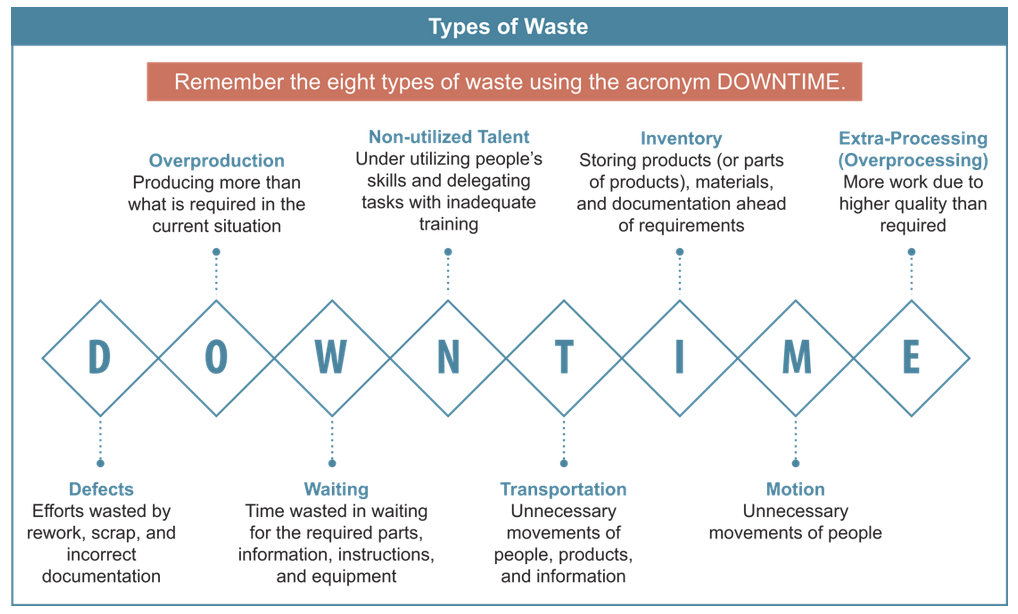 Types of Waste
Remember the eight types of waste using the acronym DOWNTIME.
Overproduction
Producing more than
what is required in the
current situation
Non-utilized Talent
Under utilizing people’s
skills and delegating
tasks with inadequate
training
Inventory
Storing products (or parts
of products), materials,
and documentation ahead
of requirements
Extra-Processing
(Overprocessing)
More work due to
higher quality than
required
D O W N T I M E
Defects
Efforts wasted by
rework, scrap, and
incorrect
documentation
Waiting
Time wasted in waiting
for the required parts,
information, instructions,
and equipment
Transportation
Unnecessary
movements of
people, products,
and information
Motion
Unnecessary
movements of people